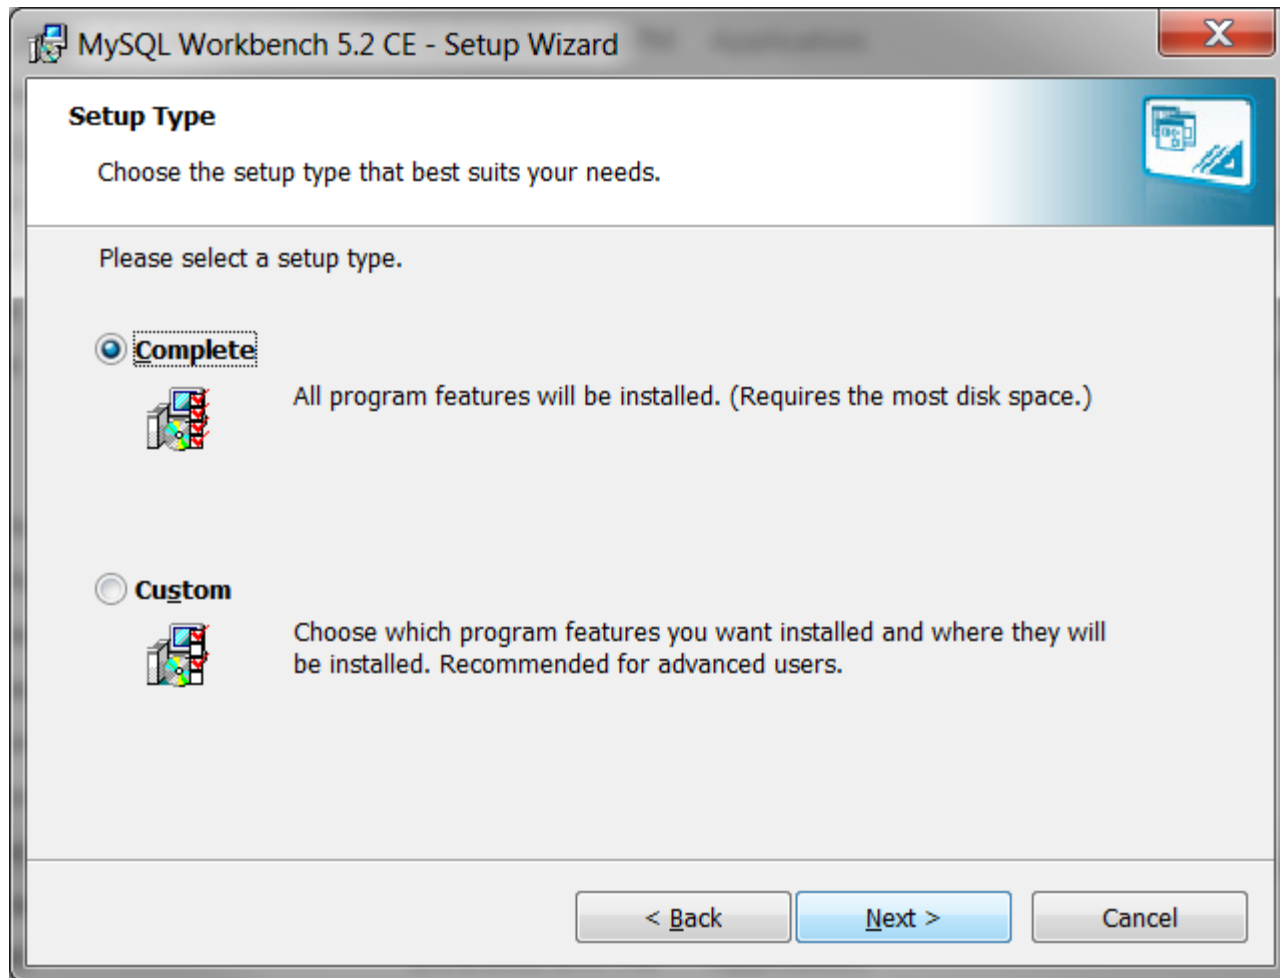 MySQL Workbench 5.2 CE - Setup Wizard
Setup Type
Choose the setup type that best suits your needs.
Please select a setup type.
Complete
All program features will be installed. (Requires the most disk space.)
Custom
Choose which program features you want installed and where they will
be installed. Recommended for advanced users.
< Back Next > Cancel